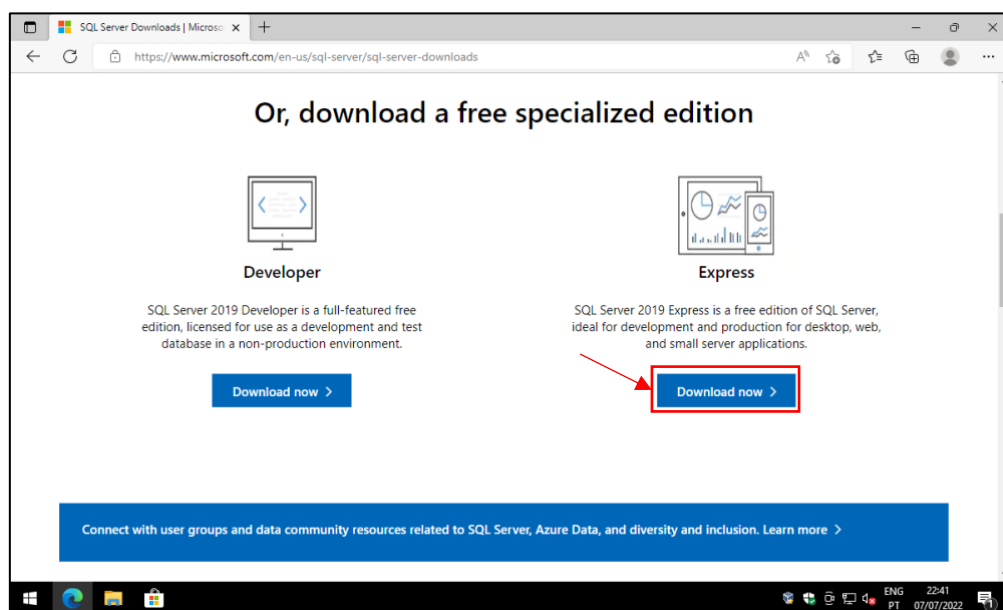 SQL Server Downloads | Microso
https://www.microsoft.com/en-us/sql-server/sql-server-downloads
Or, download a free specialized edition
Developer
SQL Server 2019 Developer is a full-featured free
edition, licensed for use as a development and test
database in a non-production environment.
Download now
Express
SQL Server 2019 Express is a free edition of SQL Server,
ideal for development and production for desktop, web,
and small server applications.
Download now
Connect with user groups and data community resources related to SQL Server, Azure Data, and diversity and inclusion. Learn more
ENG
PT
22:41
07/07/2022